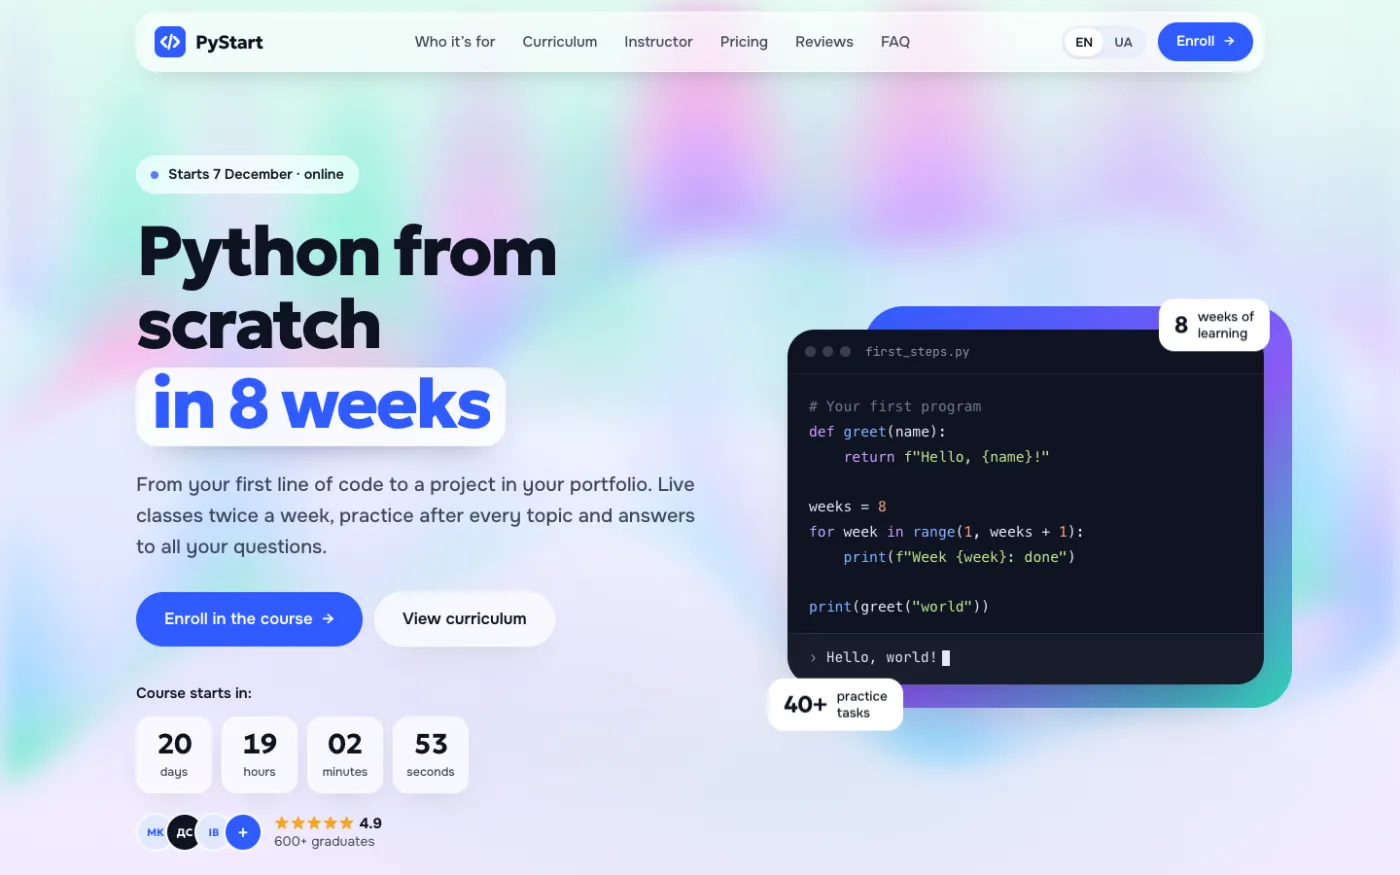 PyStart
Who it's for
Curriculum
Instructor
Pricing
Reviews
FAQ
EN
UA
Enroll →
Starts 7 December · online
Python from
scratch
in 8 weeks
From your first line of code to a project in your portfolio. Live
classes twice a week, practice after every topic and answers
to all your questions.
Enroll in the course →
View curriculum
Course starts in:
20
days
19
hours
02
minutes
53
seconds
МК
ДС
ІВ
+
★★★★★ 4.9
600+ graduates
8
weeks of
learning
first_steps.py
# Your first program
def greet(name):
    return f"Hello, {name}!"
weeks = 8
for week in range(1, weeks + 1):
    print(f"Week {week}: done")
print(greet("world"))
› Hello, world!
40+
practice
tasks